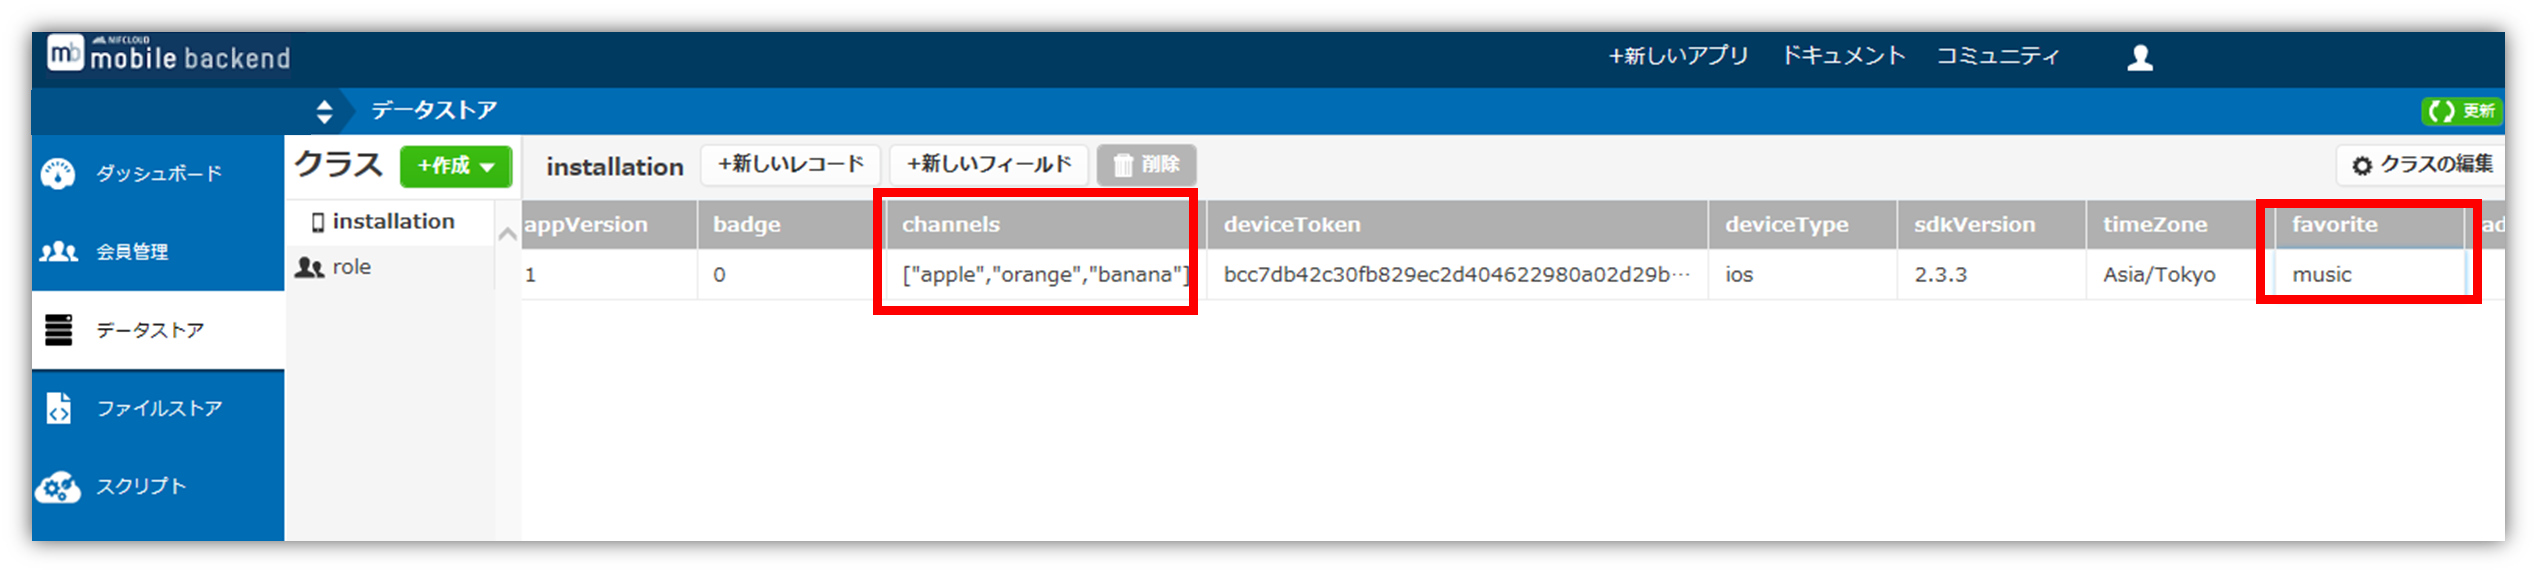 NIFCLOUD
mb mobile backend
+新しいアプリ ドキュメント コミュニティ
データストア
更新
ダッシュボード
会員管理
データストア
ファイルストア
スクリプト
クラス +作成
installation
role
installation +新しいレコード +新しいフィールド 削除 クラスの編集
appVersion badge channels deviceToken deviceType sdkVersion timeZone favorite ad
1 0 ["apple","orange","banana"] bcc7db42c30fb829ec2d404622980a02d29b… ios 2.3.3 Asia/Tokyo music